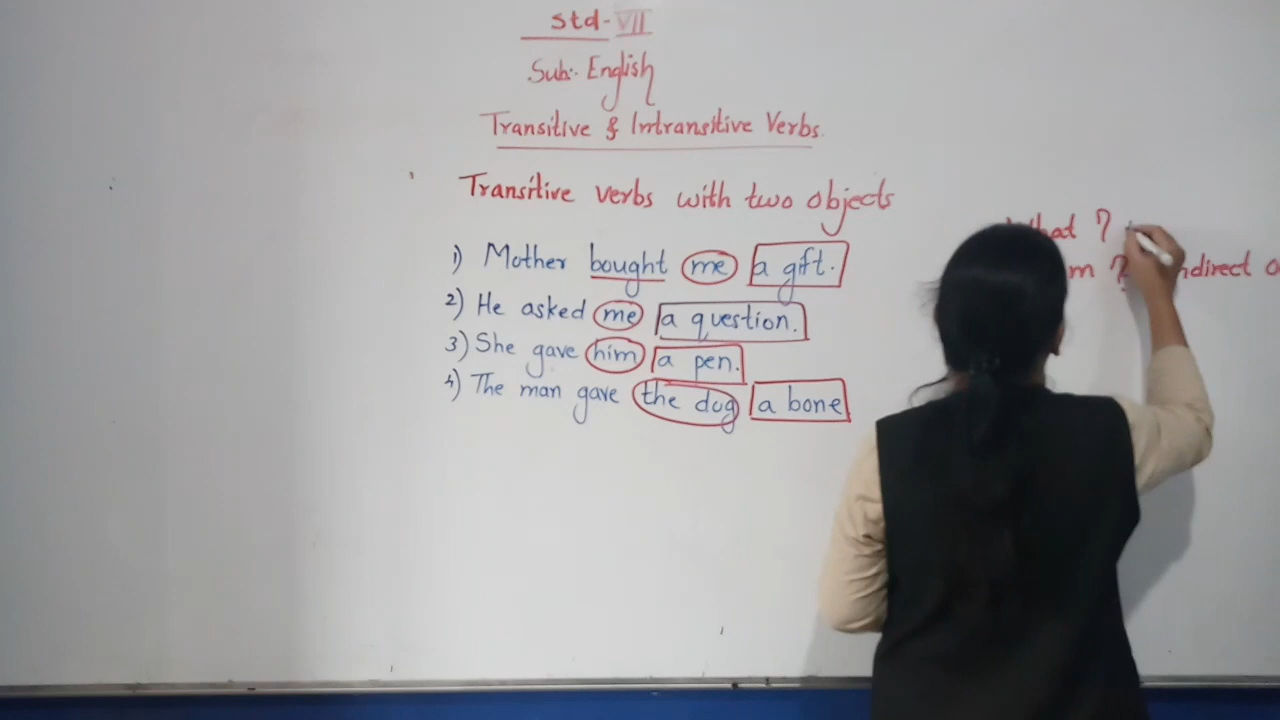 Std-VII
Sub:- English
Transitive & Intransitive Verbs.
Transitive verbs with two objects
1) Mother bought me a gift.
2) He asked me a question.
3) She gave him a pen.
4) The man gave the dog a bone
?
?